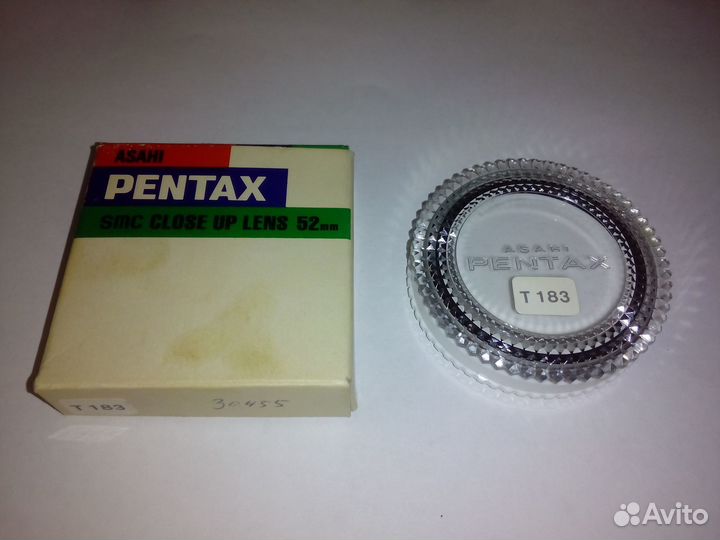 ASAHI
PENTAX
SMC CLOSE UP LENS 52mm
T 183
30455
ASAHI
PENTAX
T 183
Avito